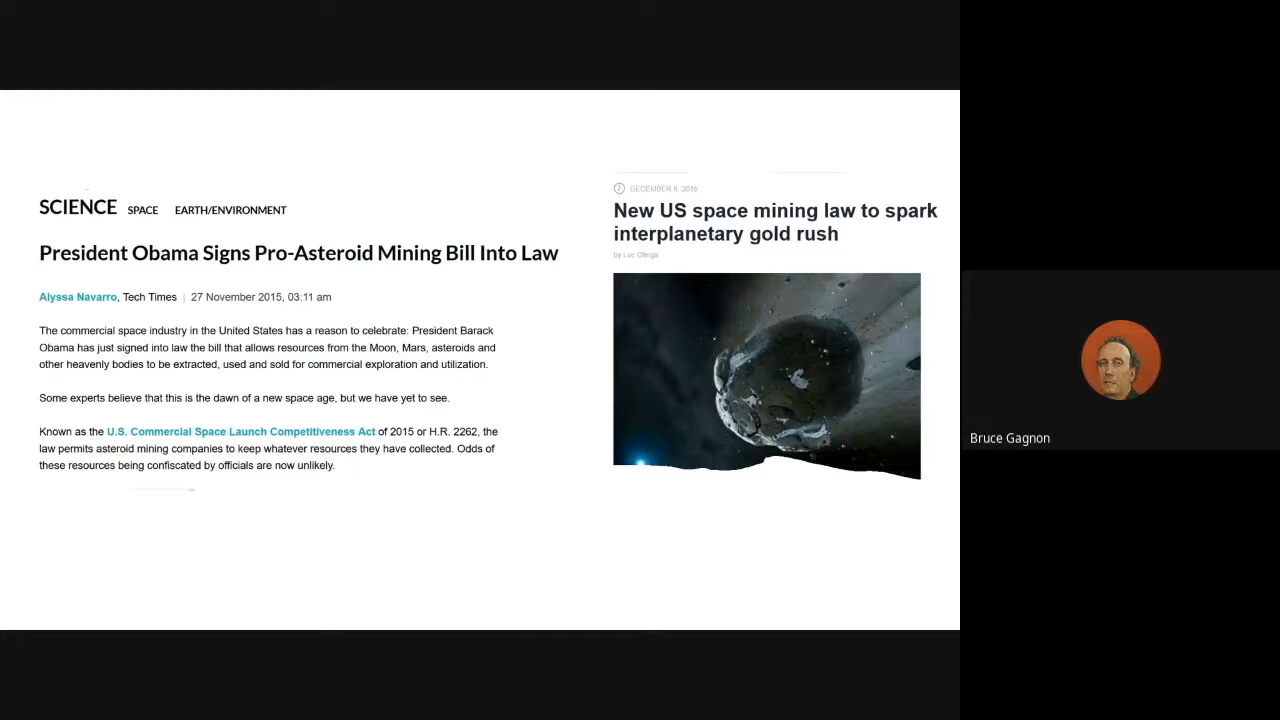 SCIENCE SPACE EARTH/ENVIRONMENT
President Obama Signs Pro-Asteroid Mining Bill Into Law
Alyssa Navarro, Tech Times | 27 November 2015, 03:11 am
The commercial space industry in the United States has a reason to celebrate: President Barack
Obama has just signed into law the bill that allows resources from the Moon, Mars, asteroids and
other heavenly bodies to be extracted, used and sold for commercial exploration and utilization.
Some experts believe that this is the dawn of a new space age, but we have yet to see.
Known as the U.S. Commercial Space Launch Competitiveness Act of 2015 or H.R. 2262, the
law permits asteroid mining companies to keep whatever resources they have collected. Odds of
these resources being confiscated by officials are now unlikely.
DECEMBER 8, 2015
New US space mining law to spark
interplanetary gold rush
by Luc Olinga
Bruce Gagnon